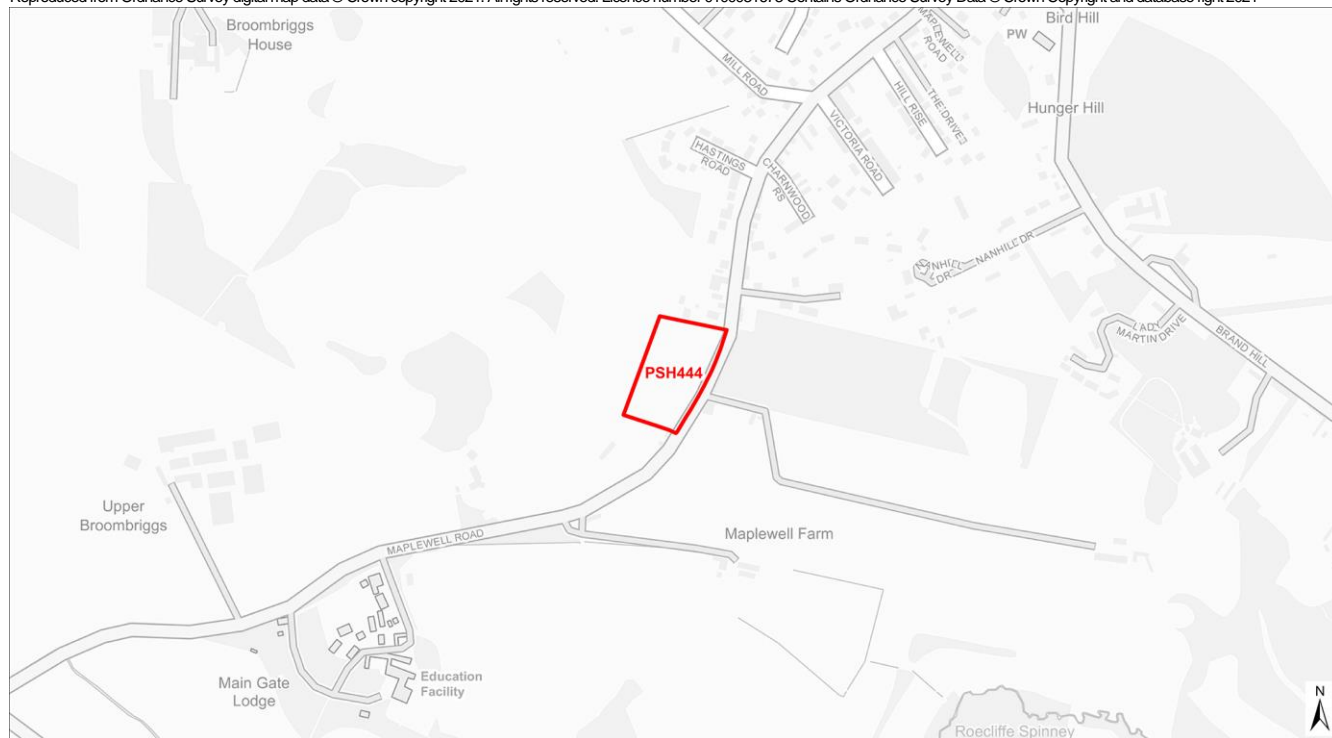 Broombriggs
House
Bird Hill
PW
MAPLEWELL
ROAD
MILL ROAD
HILL RISE
THE DRIVE
Hunger Hill
VICTORIA ROAD
HASTINGS
ROAD
CHARNWOOD
RS
NANHILL DR
NANHILL
DR
LADY
MARTIN DRIVE
BRAND HILL
PSH444
Upper
Broombriggs
MAPLEWELL ROAD
Maplewell Farm
Main Gate
Lodge
Education
Facility
Roecliffe Spinney
N